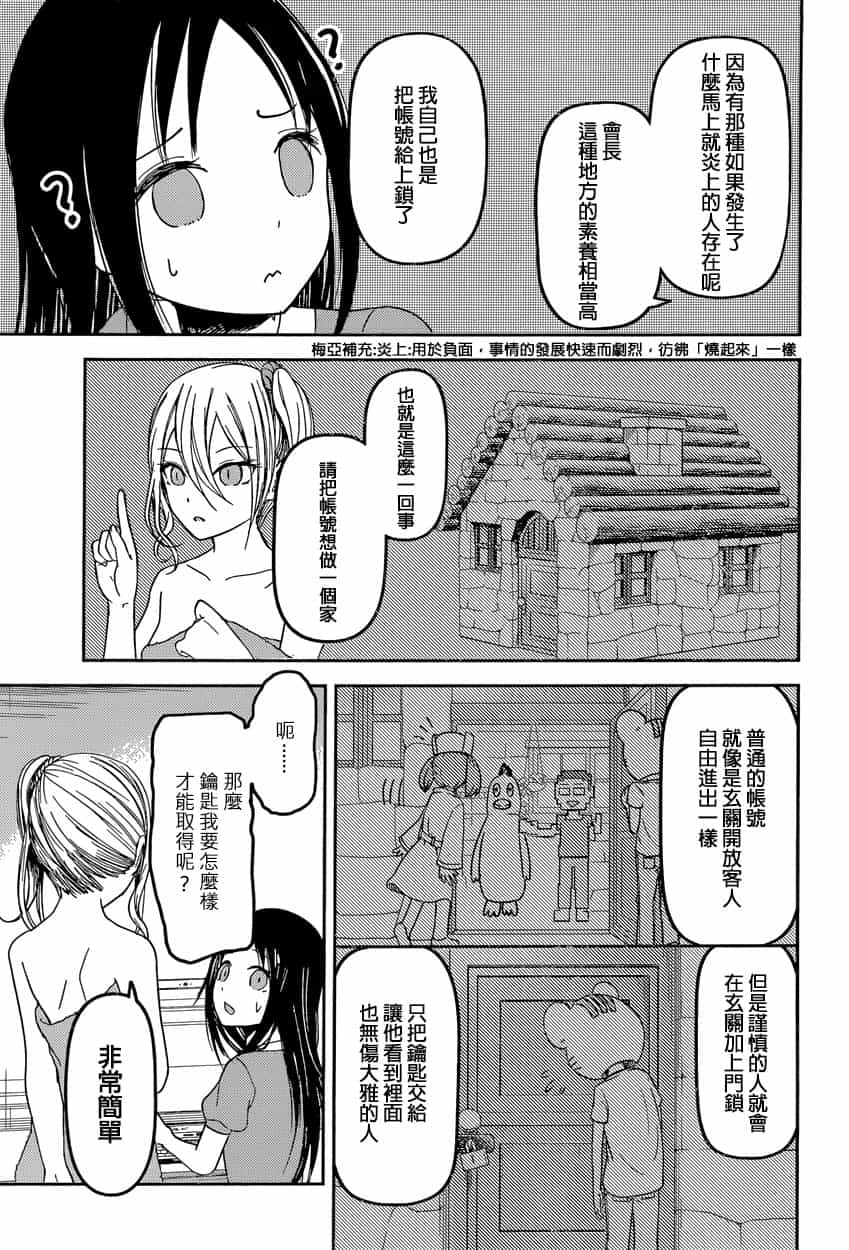 因為有那種如果發生了
什麼馬上就炎上的人存在呢
會長
這種地方的素養相當高
我自己也是
把帳號給上鎖了
?
?
梅亞補充:炎上:用於負面，事情的發展快速而劇烈，彷彿「燒起來」一樣
也就是這麼一回事
請把帳號想做一個家
普通的帳號
就像是玄關開放客人
自由進出一樣
但是謹慎的人就會
在玄關加上門鎖
只把鑰匙交給
讓他看到裡面
也無傷大雅的人
呃……
那麼
鑰匙我要怎麼樣
才能取得呢？
非常簡單